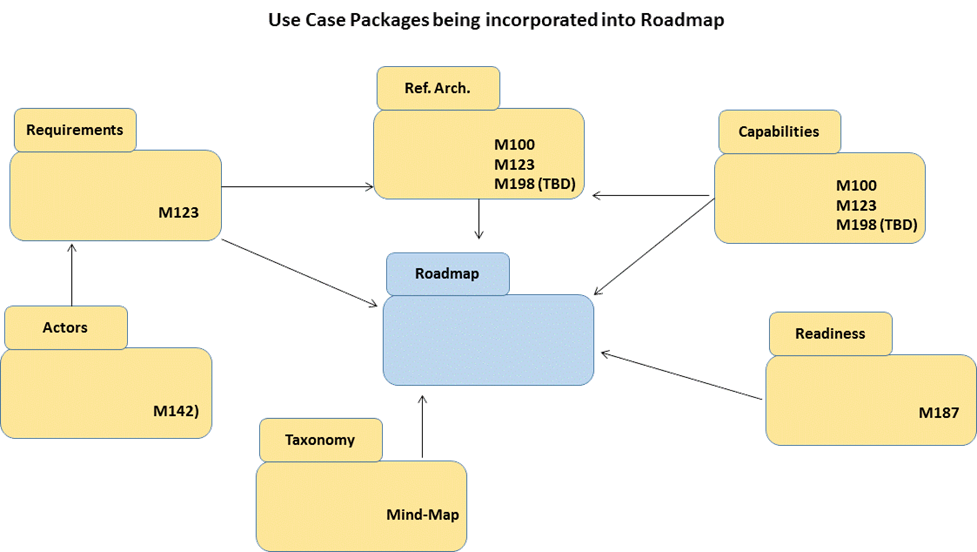 Use Case Packages being incorporated into Roadmap
Ref. Arch.
M100
M123
M198 (TBD)
Requirements
M123
Capabilities
M100
M123
M198 (TBD)
Roadmap
Actors
M142)
Readiness
M187
Taxonomy
Mind-Map